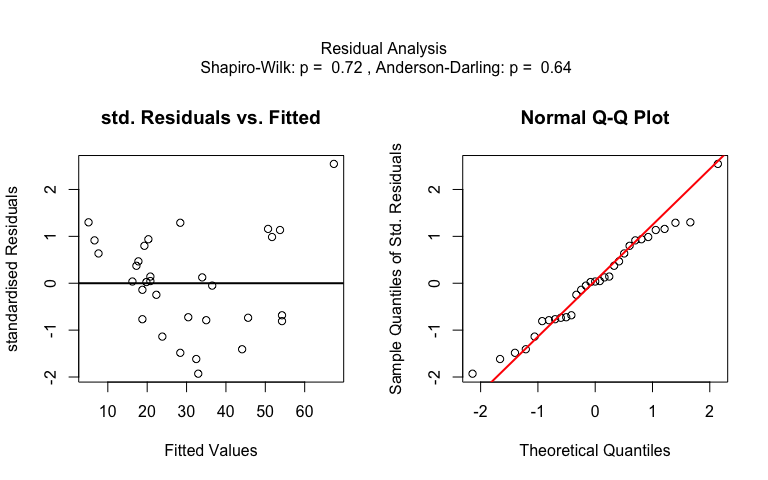 Residual Analysis
Shapiro-Wilk: p =  0.72 , Anderson-Darling: p =  0.64
std. Residuals vs. Fitted
standardised Residuals
2
1
0
-1
-2
10 20 30 40 50 60
Fitted Values
Normal Q-Q Plot
Sample Quantiles of Std. Residuals
2
1
0
-1
-2
-2 -1 0 1 2
Theoretical Quantiles